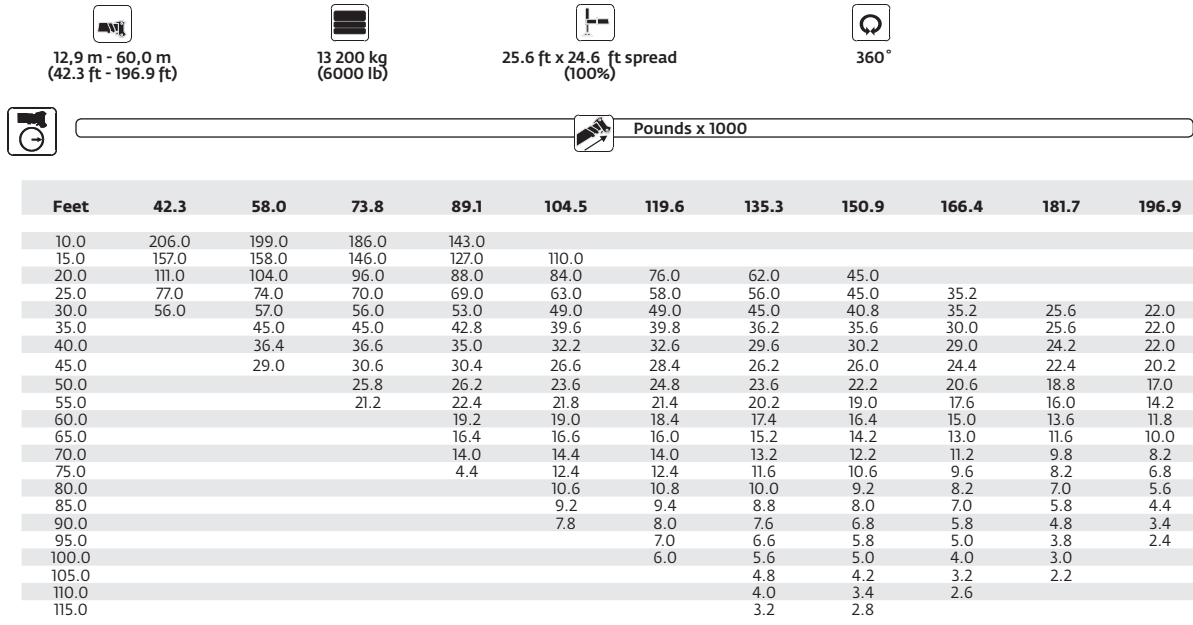 12,9 m - 60,0 m 13 200 kg 25.6 ft x 24.6 ft spread 360°
(42.3 ft - 196.9 ft) (6000 lb) (100%)
Pounds x 1000
Feet 42.3 58.0 73.8 89.1 104.5 119.6 135.3 150.9 166.4 181.7 196.9
10.0 206.0 199.0 186.0 143.0
15.0 157.0 158.0 146.0 127.0 110.0
20.0 111.0 104.0 96.0 88.0 84.0 76.0 62.0 45.0
25.0 77.0 74.0 70.0 69.0 63.0 58.0 56.0 45.0 35.2
30.0 56.0 57.0 56.0 53.0 49.0 49.0 45.0 40.8 35.2 25.6 22.0
35.0 45.0 45.0 42.8 39.6 39.8 36.2 35.6 30.0 25.6 22.0
40.0 36.4 36.6 35.0 32.2 32.6 29.6 30.2 29.0 24.2 22.0
45.0 29.0 30.6 30.4 26.6 28.4 26.2 26.0 24.4 22.4 20.2
50.0 25.8 26.2 23.6 24.8 23.6 22.2 20.6 18.8 17.0
55.0 21.2 22.4 21.8 21.4 20.2 19.0 17.6 16.0 14.2
60.0 19.2 19.0 18.4 17.4 16.4 15.0 13.6 11.8
65.0 16.4 16.6 16.0 15.2 14.2 13.0 11.6 10.0
70.0 14.0 14.4 14.0 13.2 12.2 11.2 9.8 8.2
75.0 4.4 12.4 12.4 11.6 10.6 9.6 8.2 6.8
80.0 10.6 10.8 10.0 9.2 8.2 7.0 5.6
85.0 9.2 9.4 8.8 8.0 7.0 5.8 4.4
90.0 7.8 8.0 7.6 6.8 5.8 4.8 3.4
95.0 7.0 6.6 5.8 5.0 3.8 2.4
100.0 6.0 5.6 5.0 4.0 3.0
105.0 4.8 4.2 3.2 2.2
110.0 4.0 3.4 2.6
115.0 3.2 2.8